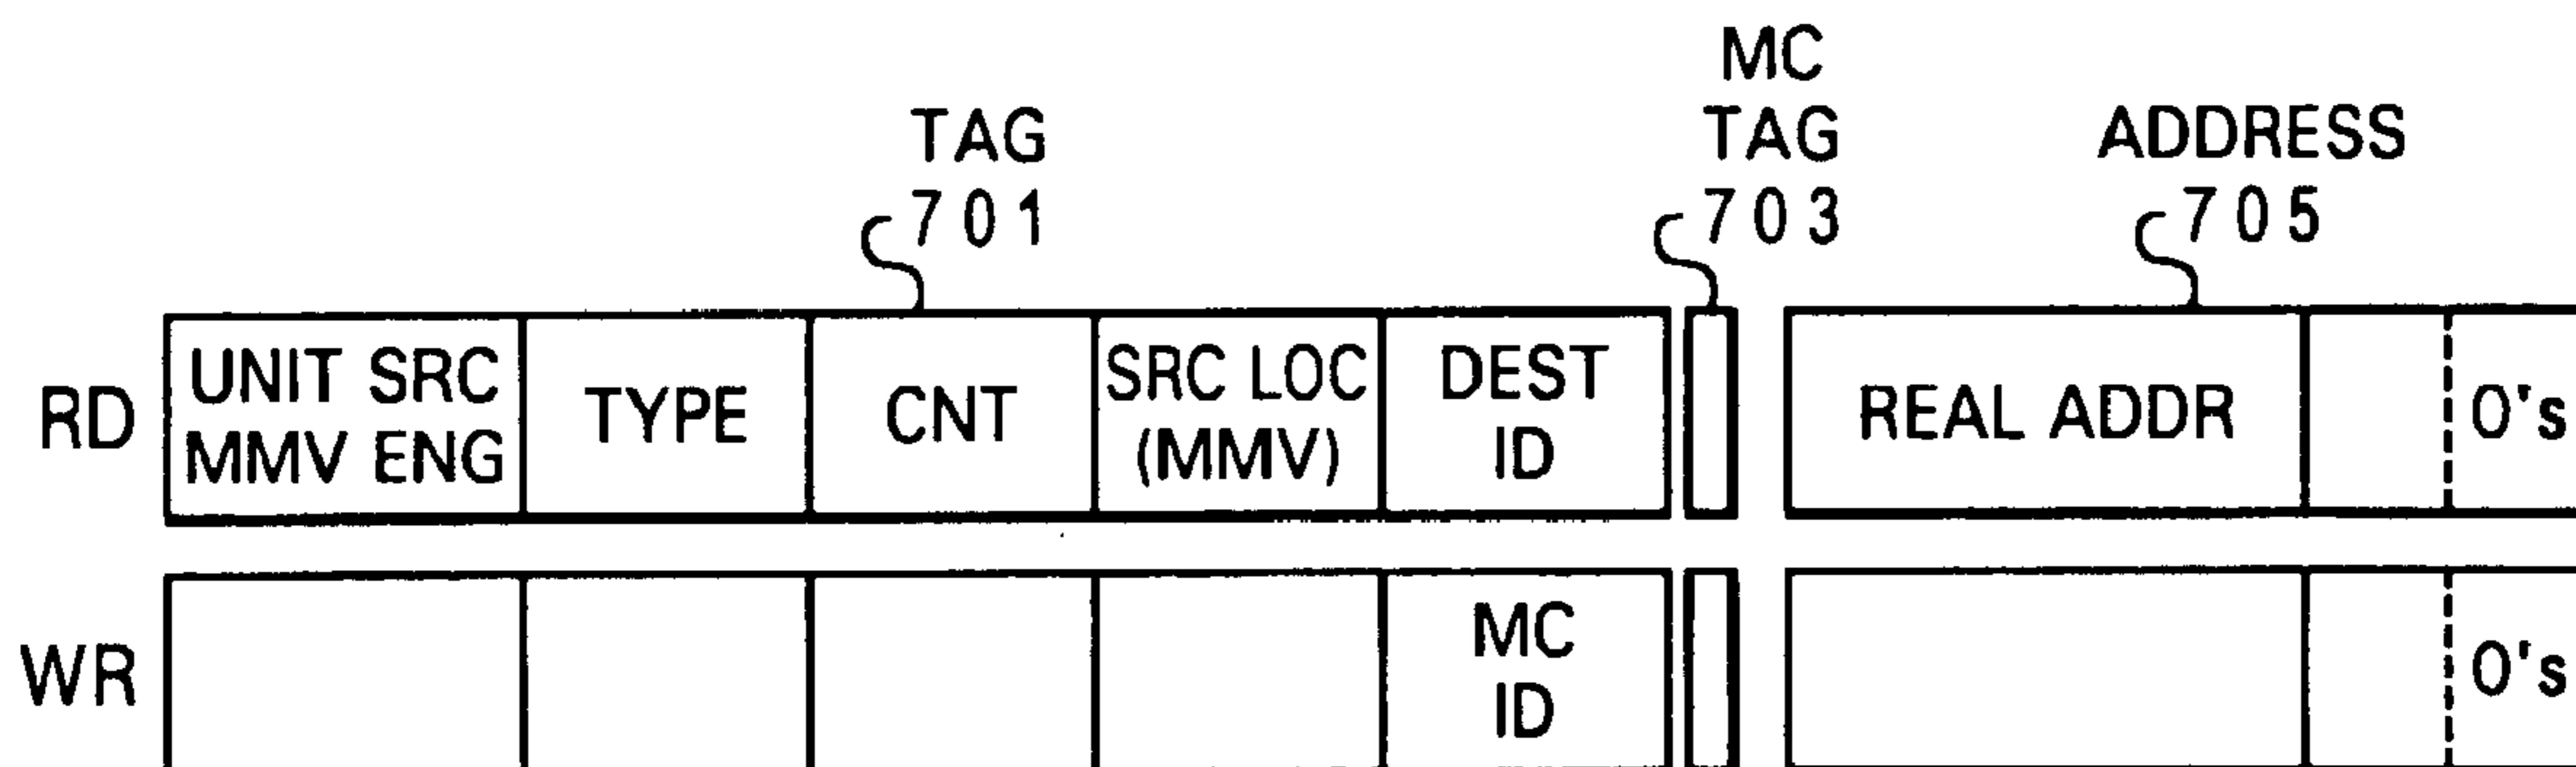 MC
TAG TAG ADDRESS
701 703 705
RD UNIT SRC MMV ENG TYPE CNT SRC LOC (MMV) DEST ID REAL ADDR 0's
WR MC ID 0's